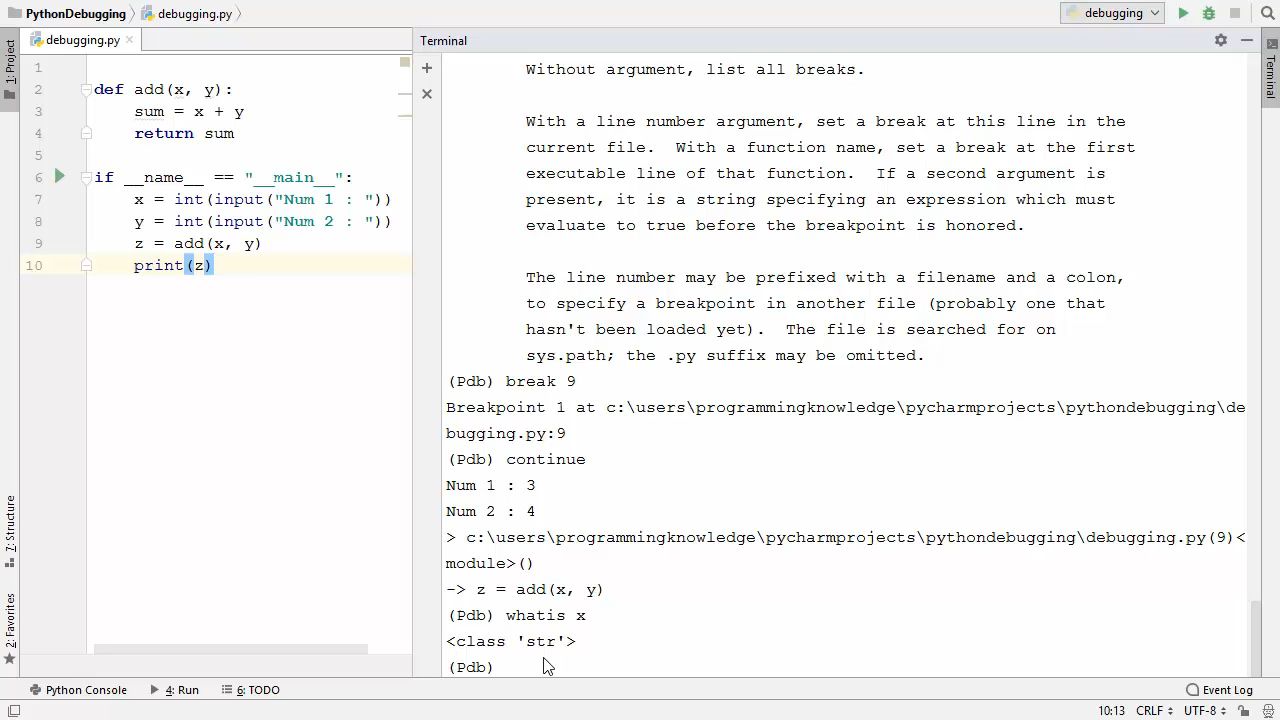 PythonDebugging debugging.py debugging
debugging.py
Terminal
1: Project
Terminal
1
2 def add(x, y):
3 sum = x + y
4 return sum
5
6 if __name__ == "__main__":
7 x = int(input("Num 1 : "))
8 y = int(input("Num 2 : "))
9 z = add(x, y)
10 print(z)
Without argument, list all breaks.
With a line number argument, set a break at this line in the
current file.  With a function name, set a break at the first
executable line of that function.  If a second argument is
present, it is a string specifying an expression which must
evaluate to true before the breakpoint is honored.
The line number may be prefixed with a filename and a colon,
to specify a breakpoint in another file (probably one that
hasn't been loaded yet).  The file is searched for on
sys.path; the .py suffix may be omitted.
(Pdb) break 9
Breakpoint 1 at c:\users\programmingknowledge\pycharmprojects\pythondebugging\de
bugging.py:9
(Pdb) continue
Num 1 : 3
Num 2 : 4
> c:\users\programmingknowledge\pycharmprojects\pythondebugging\debugging.py(9)<
module>()
-> z = add(x, y)
(Pdb) whatis x
<class 'str'>
(Pdb)
7: Structure
2: Favorites
Python Console 4: Run 6: TODO Event Log
10:13 CRLF UTF-8